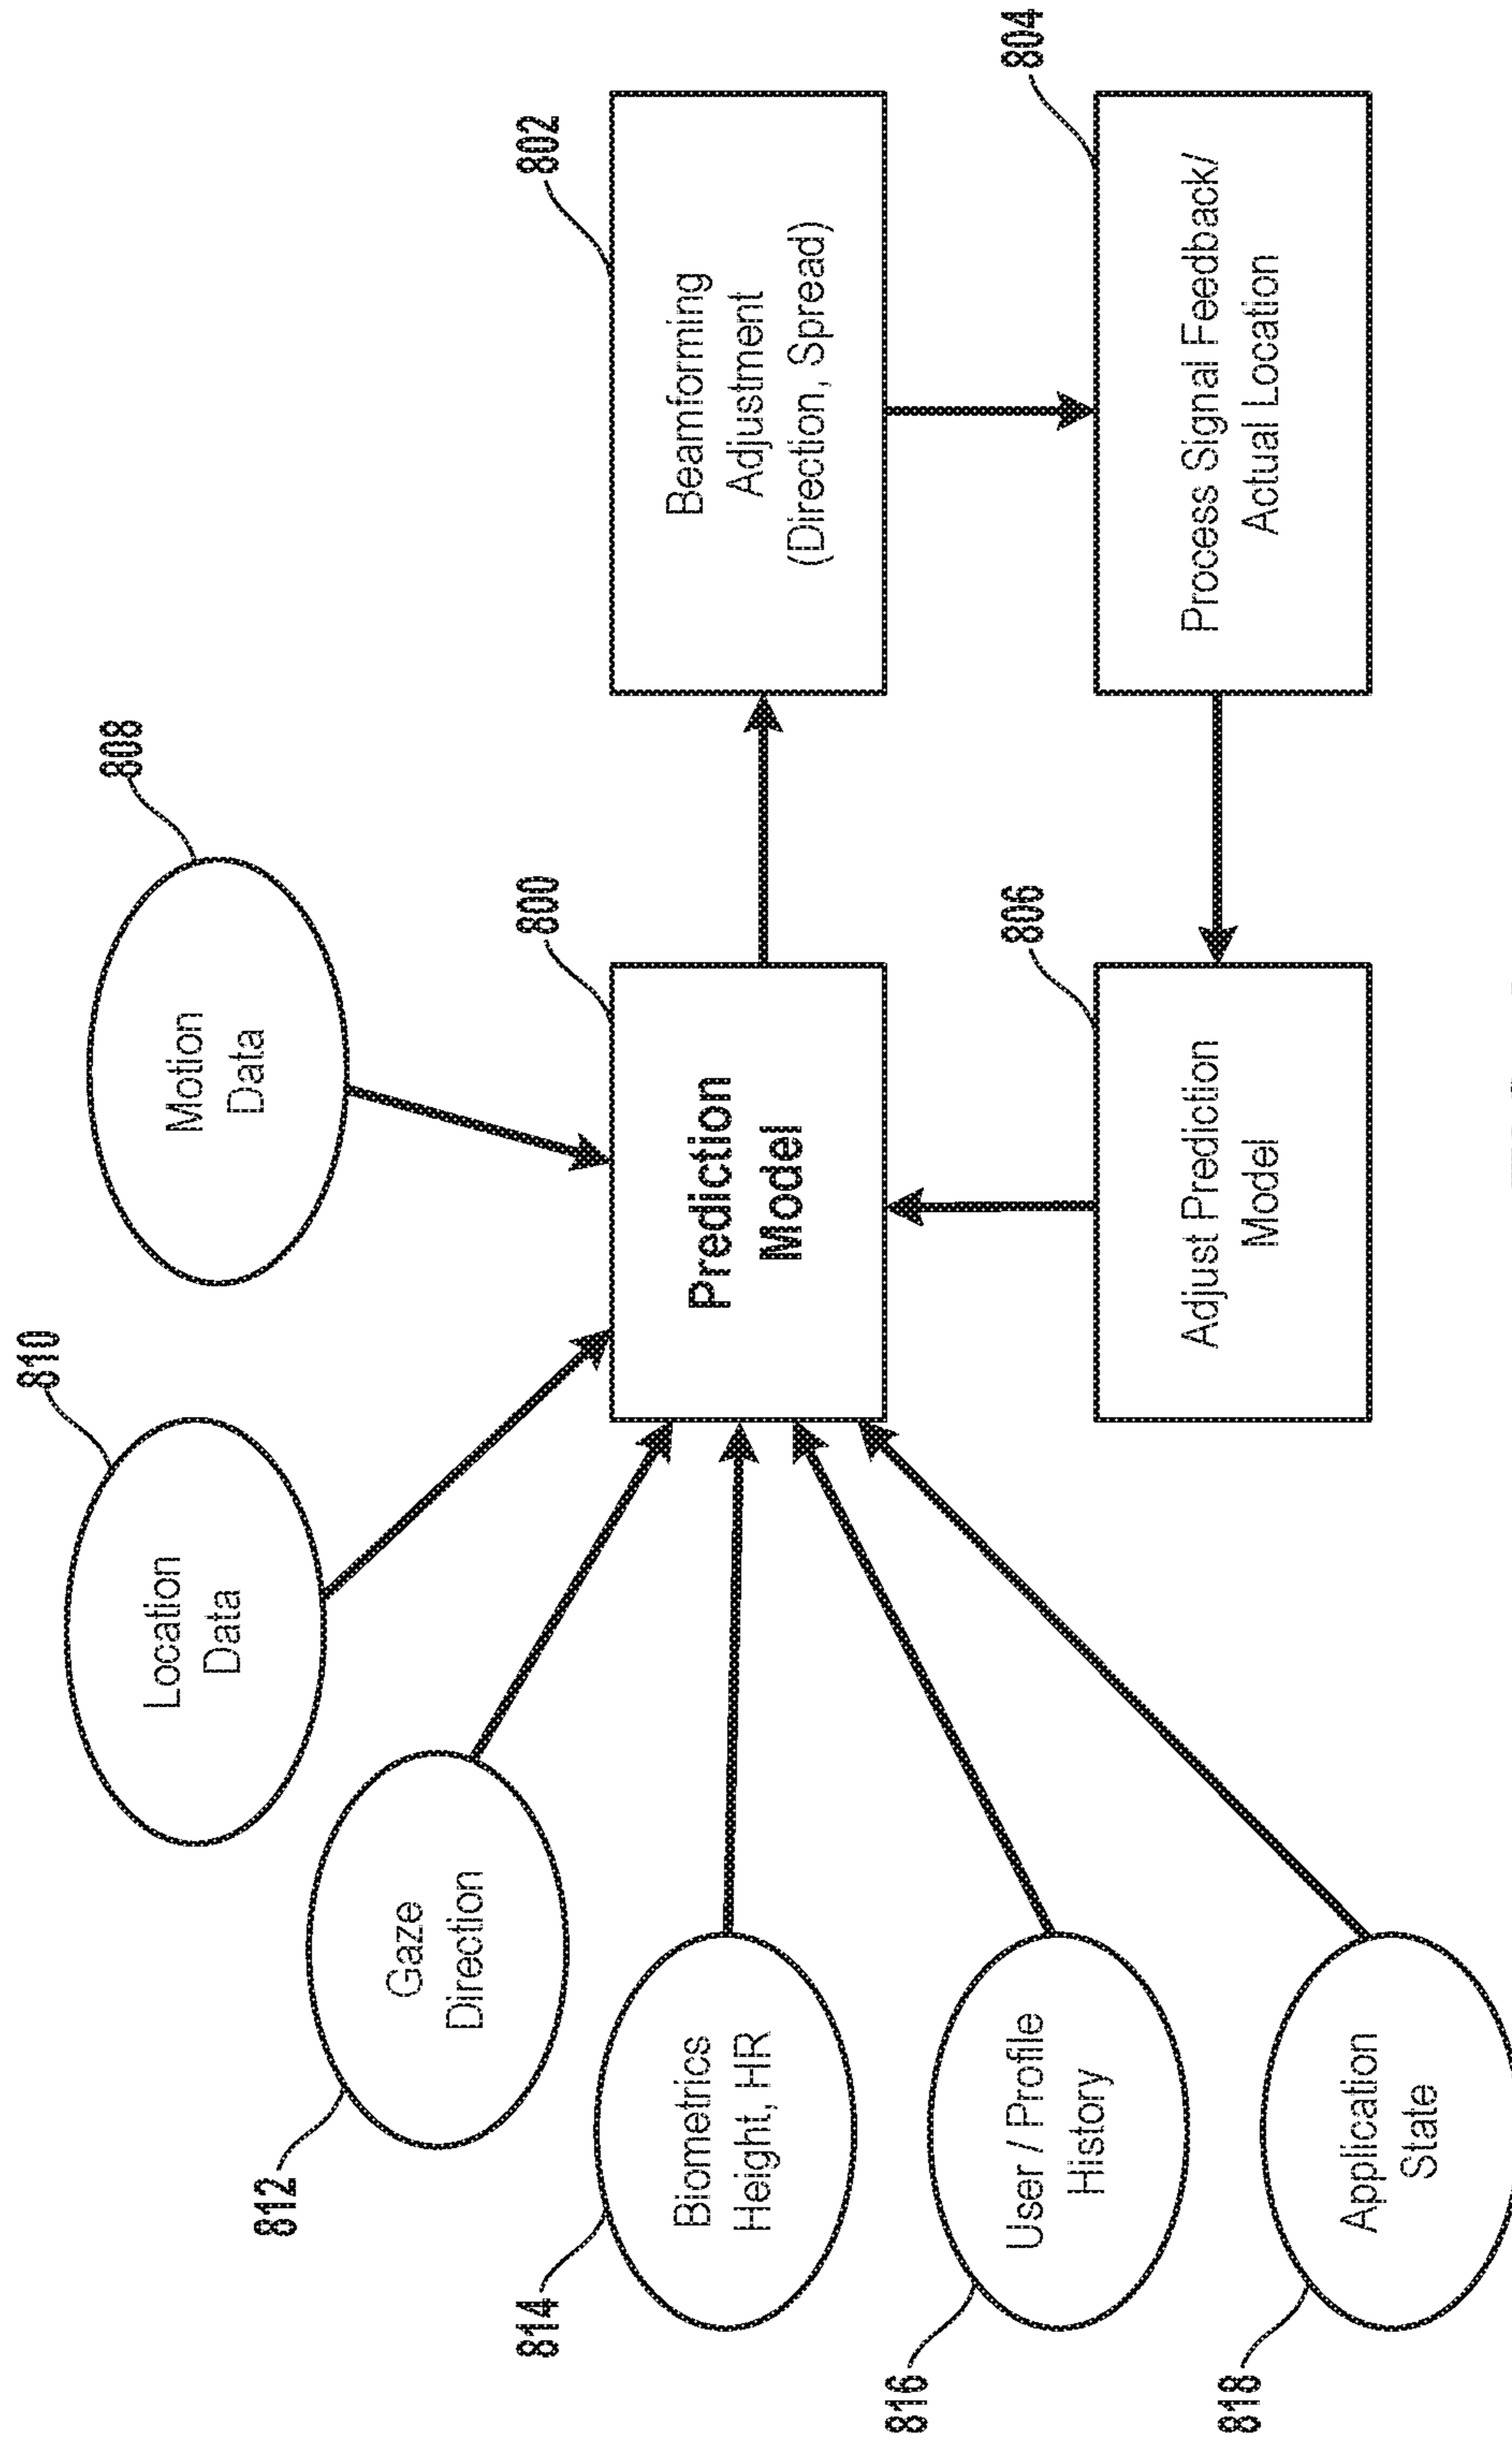 810
808
Location
Data
Motion
Data
812
Gaze
Direction
814
Biometrics
Height, HR
800
Prediction
Model
802
Beamforming
Adjustment
(Direction, Spread)
816
User / Profile
History
806
Adjust Prediction
Model
804
Process Signal Feedback/
Actual Location
818
Application
State